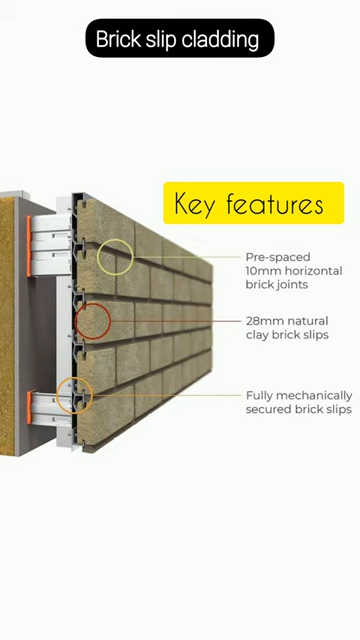 Brick slip cladding
Key features
Pre-spaced
10mm horizontal
brick joints
28mm natural
clay brick slips
Fully mechanically
secured brick slips